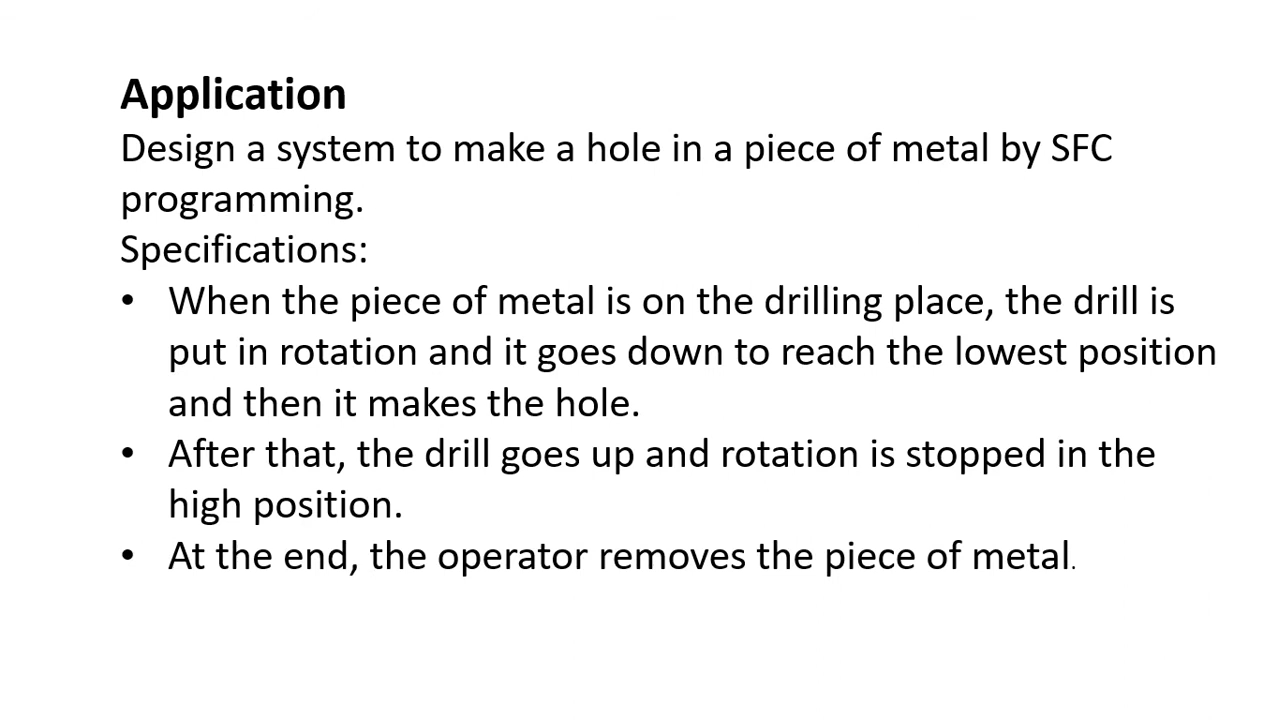 Application
Design a system to make a hole in a piece of metal by SFC
programming.
Specifications:
• When the piece of metal is on the drilling place, the drill is
put in rotation and it goes down to reach the lowest position
and then it makes the hole.
• After that, the drill goes up and rotation is stopped in the
high position.
• At the end, the operator removes the piece of metal.